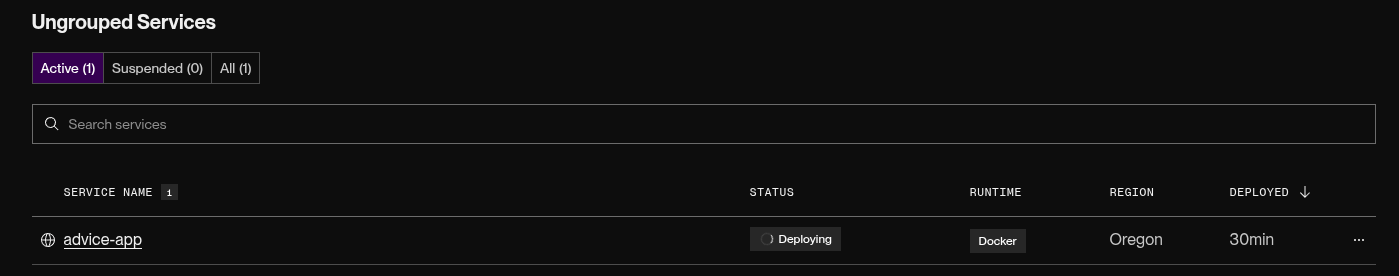 Ungrouped Services
Active (1) Suspended (0) All (1)
Search services
SERVICE NAME 1 STATUS RUNTIME REGION DEPLOYED ↓
advice-app Deploying Docker Oregon 30min ...